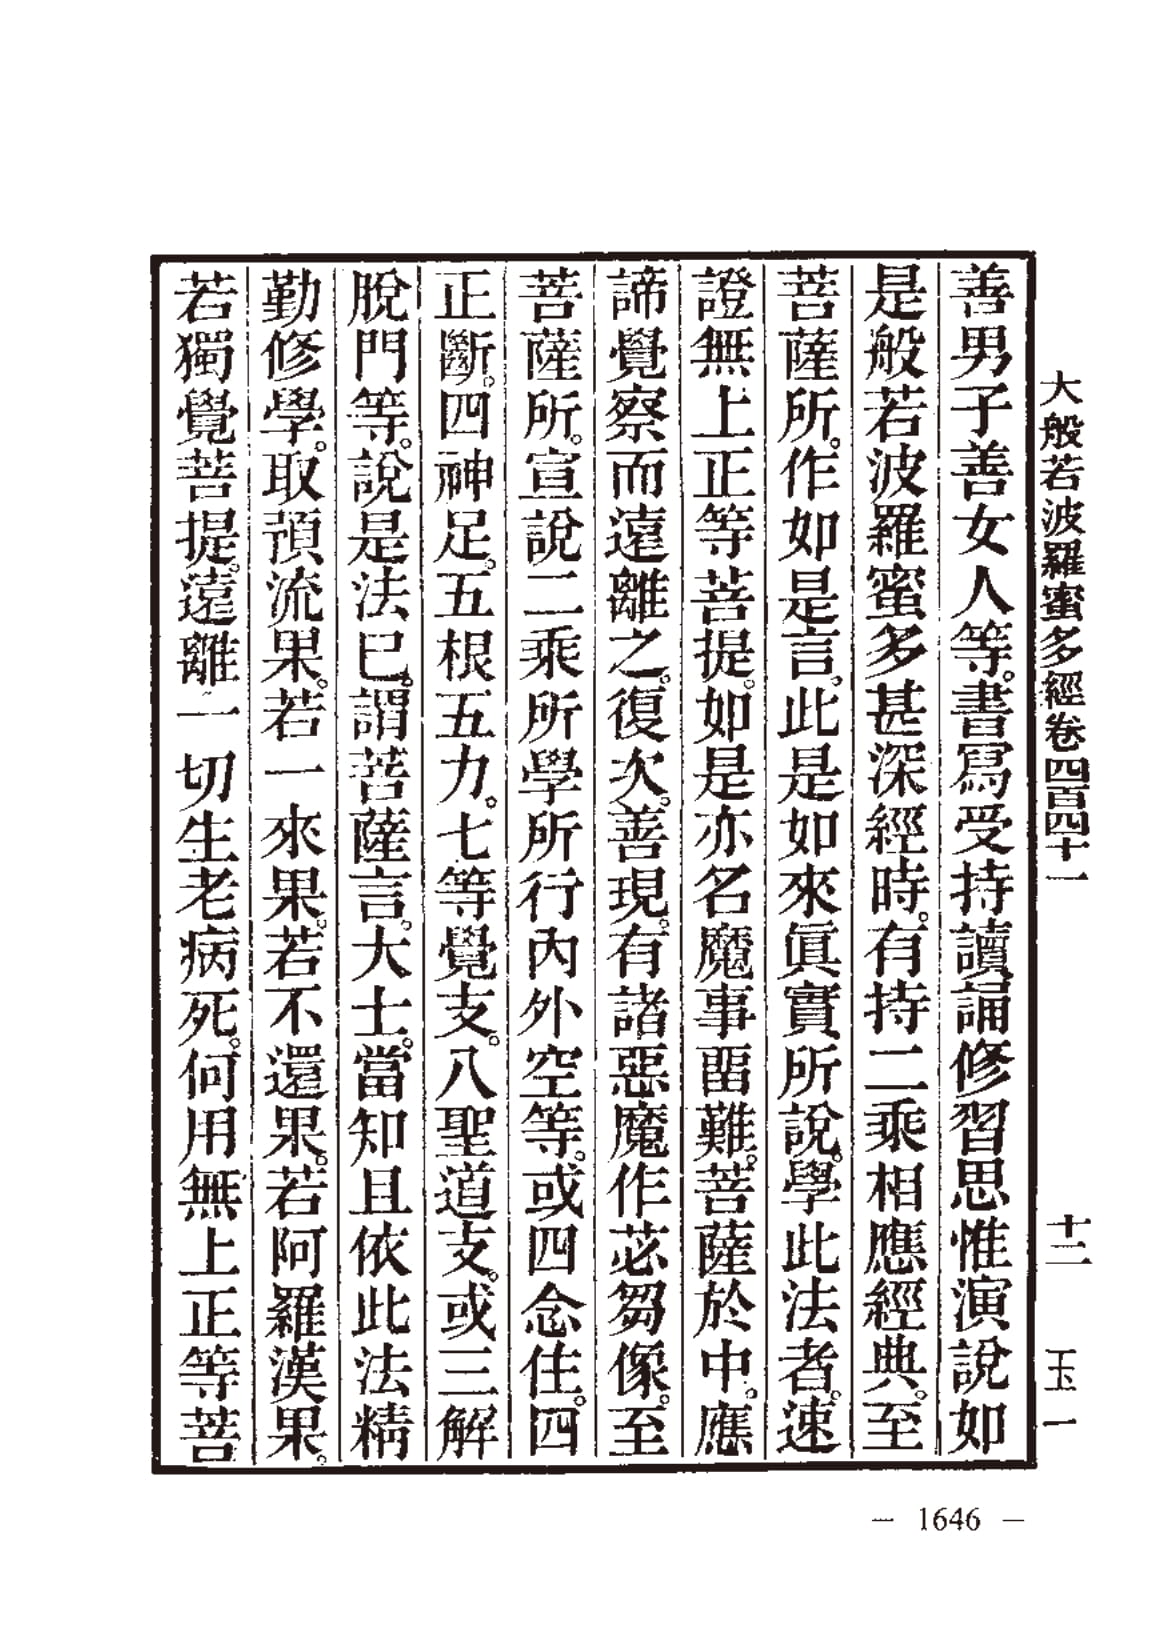 大般若波羅蜜多經卷四百四十一　十二　玉一
善男子善女人等。書寫受持讀誦修習思惟演說如
是般若波羅蜜多甚深經時。有持二乘相應經典。至
菩薩所。作如是言。此是如來眞實所說。學此法者。速
證無上正等菩提。如是亦名魔事畱難。菩薩於中。應
諦覺察而遠離之。復次。善現。有諸惡魔作苾芻像。至
菩薩所。宣說二乘所學所行內外空等。或四念住。四
正斷。四神足。五根五力。七等覺支。八聖道支。或三解
脫門等。說是法已。謂菩薩言。大士。當知且依此法精
勤修學。取預流果。若一來果。若不還果。若阿羅漢果。
若獨覺菩提。遠離一切生老病死。何用無上正等菩
— 1646 —